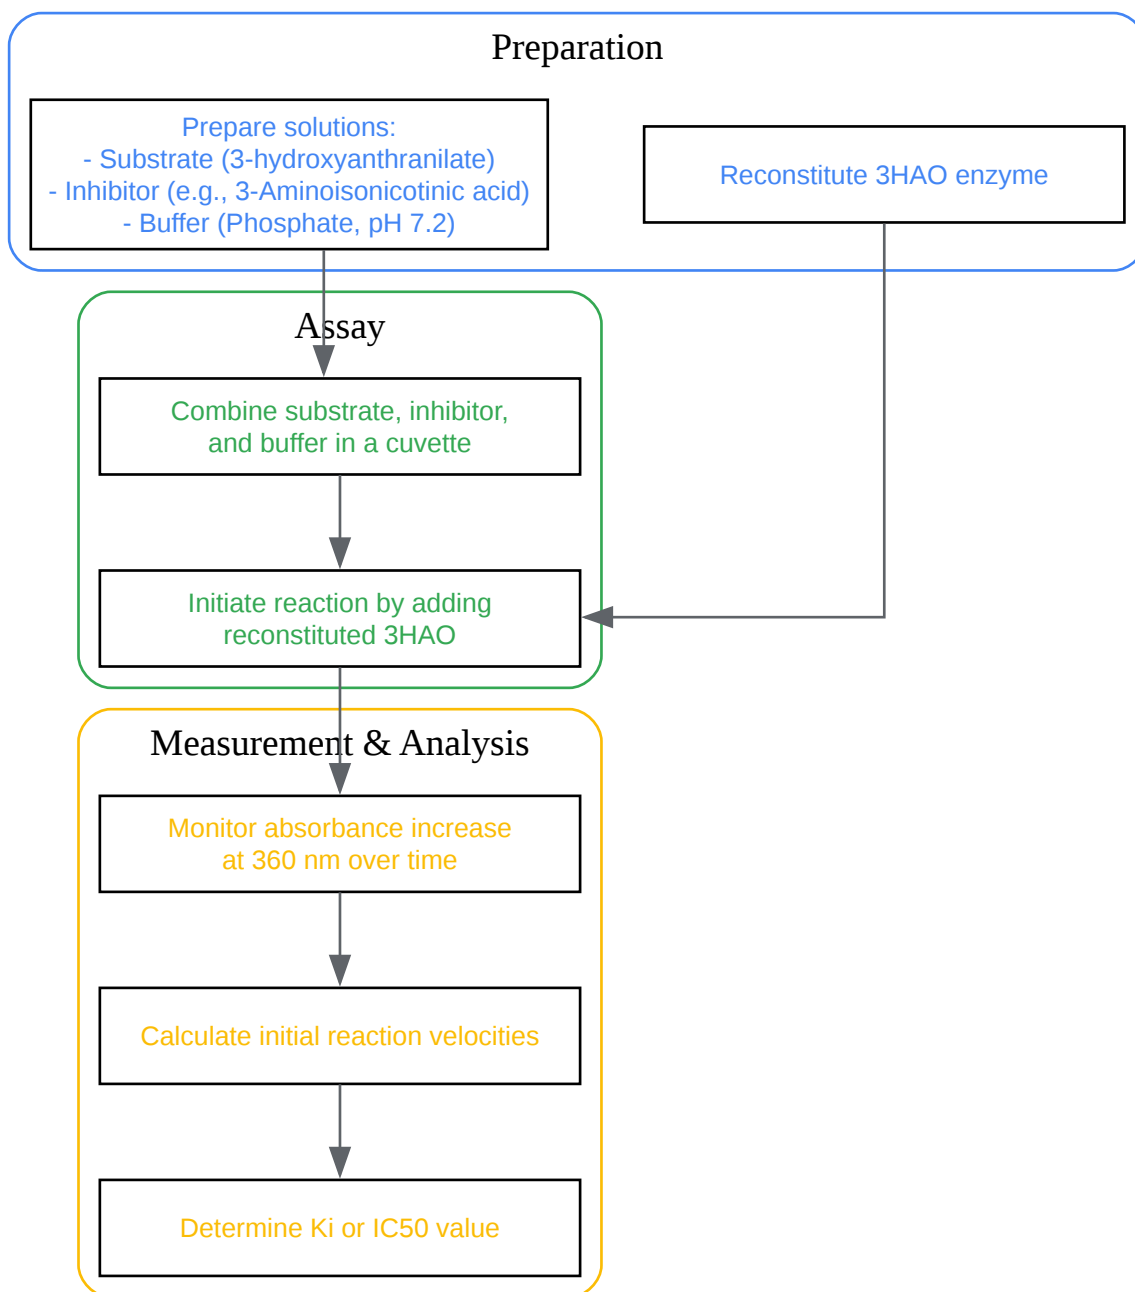 Preparation
Prepare solutions:
- Substrate (3-hydroxyanthranilate)
- Inhibitor (e.g., 3-Aminoisonicotinic acid)
- Buffer (Phosphate, pH 7.2)
Reconstitute 3HAO enzyme
Assay
Combine substrate, inhibitor,
and buffer in a cuvette
Initiate reaction by adding
reconstituted 3HAO
Measurement & Analysis
Monitor absorbance increase
at 360 nm over time
Calculate initial reaction velocities
Determine Ki or IC50 value